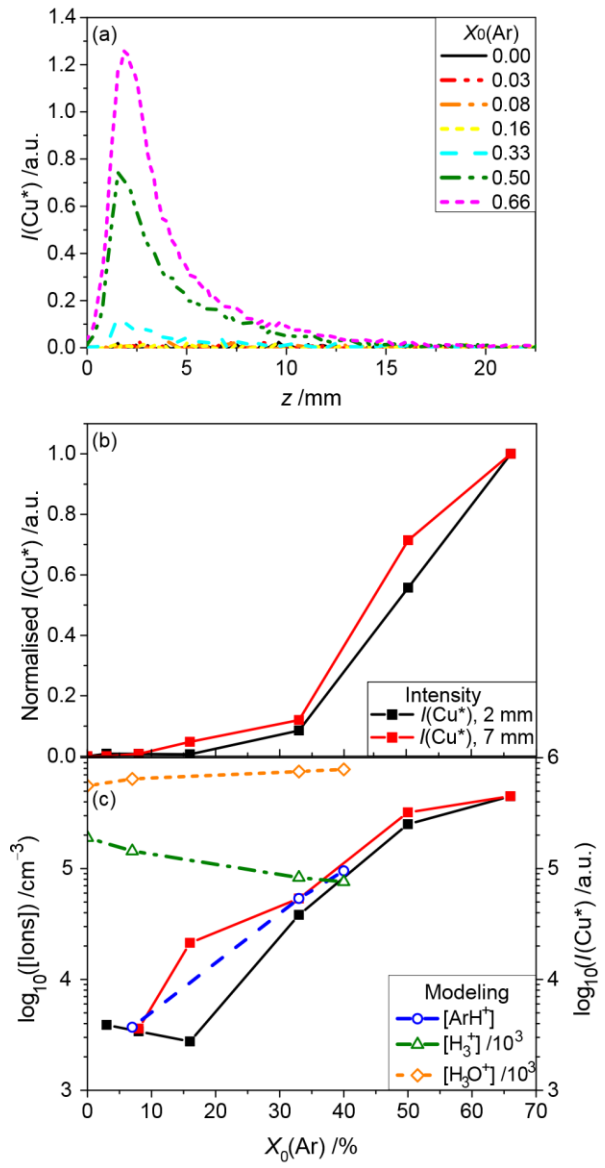 (a)
X₀(Ar)
0.00
0.03
0.08
0.16
0.33
0.50
0.66
I(Cu*) /a.u.
1.4
1.2
1.0
0.8
0.6
0.4
0.2
0.0
0 5 10 15 20
z /mm
(b)
Normalised I(Cu*) /a.u.
1.0
0.8
0.6
0.4
0.2
0.0
Intensity
I(Cu*), 2 mm
I(Cu*), 7 mm
(c)
log₁₀([Ions]) /cm⁻³
5
4
3
6
5
4
3
log₁₀(I(Cu*) /a.u.)
Modeling
[ArH⁺]
[H₃⁺] /10³
[H₃O⁺] /10³
0 10 20 30 40 50 60 70
X₀(Ar) /%